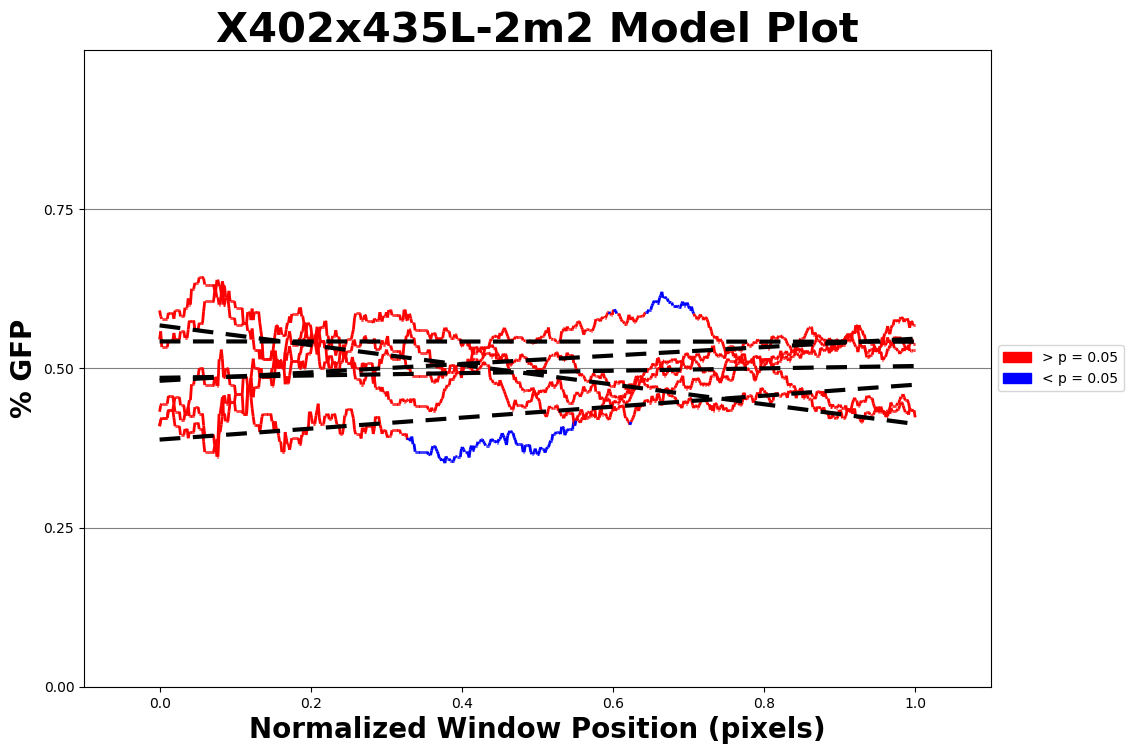 X402x435L-2m2 Model Plot
% GFP
0.75
0.50
0.25
0.00
0.0 0.2 0.4 0.6 0.8 1.0
Normalized Window Position (pixels)
> p = 0.05
< p = 0.05